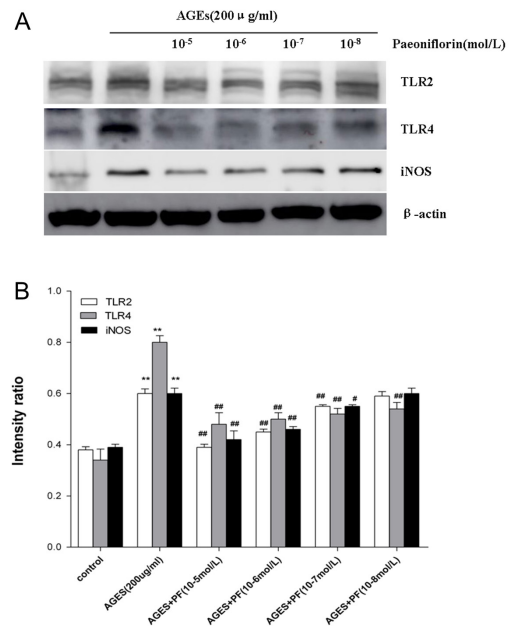 A
AGEs(200μg/ml)
10-5 10-6 10-7 10-8 Paeoniflorin(mol/L)
TLR2
TLR4
iNOS
β-actin
B
Intensity ratio
1.0
0.8
0.6
0.4
0.2
0.0
TLR2
TLR4
iNOS
** ** **
## ## ##
## ## ##
## ## #
##
control
AGES(200ug/ml)
AGES+PF(10-5mol/L)
AGES+PF(10-6mol/L)
AGES+PF(10-7mol/L)
AGES+PF(10-8mol/L)